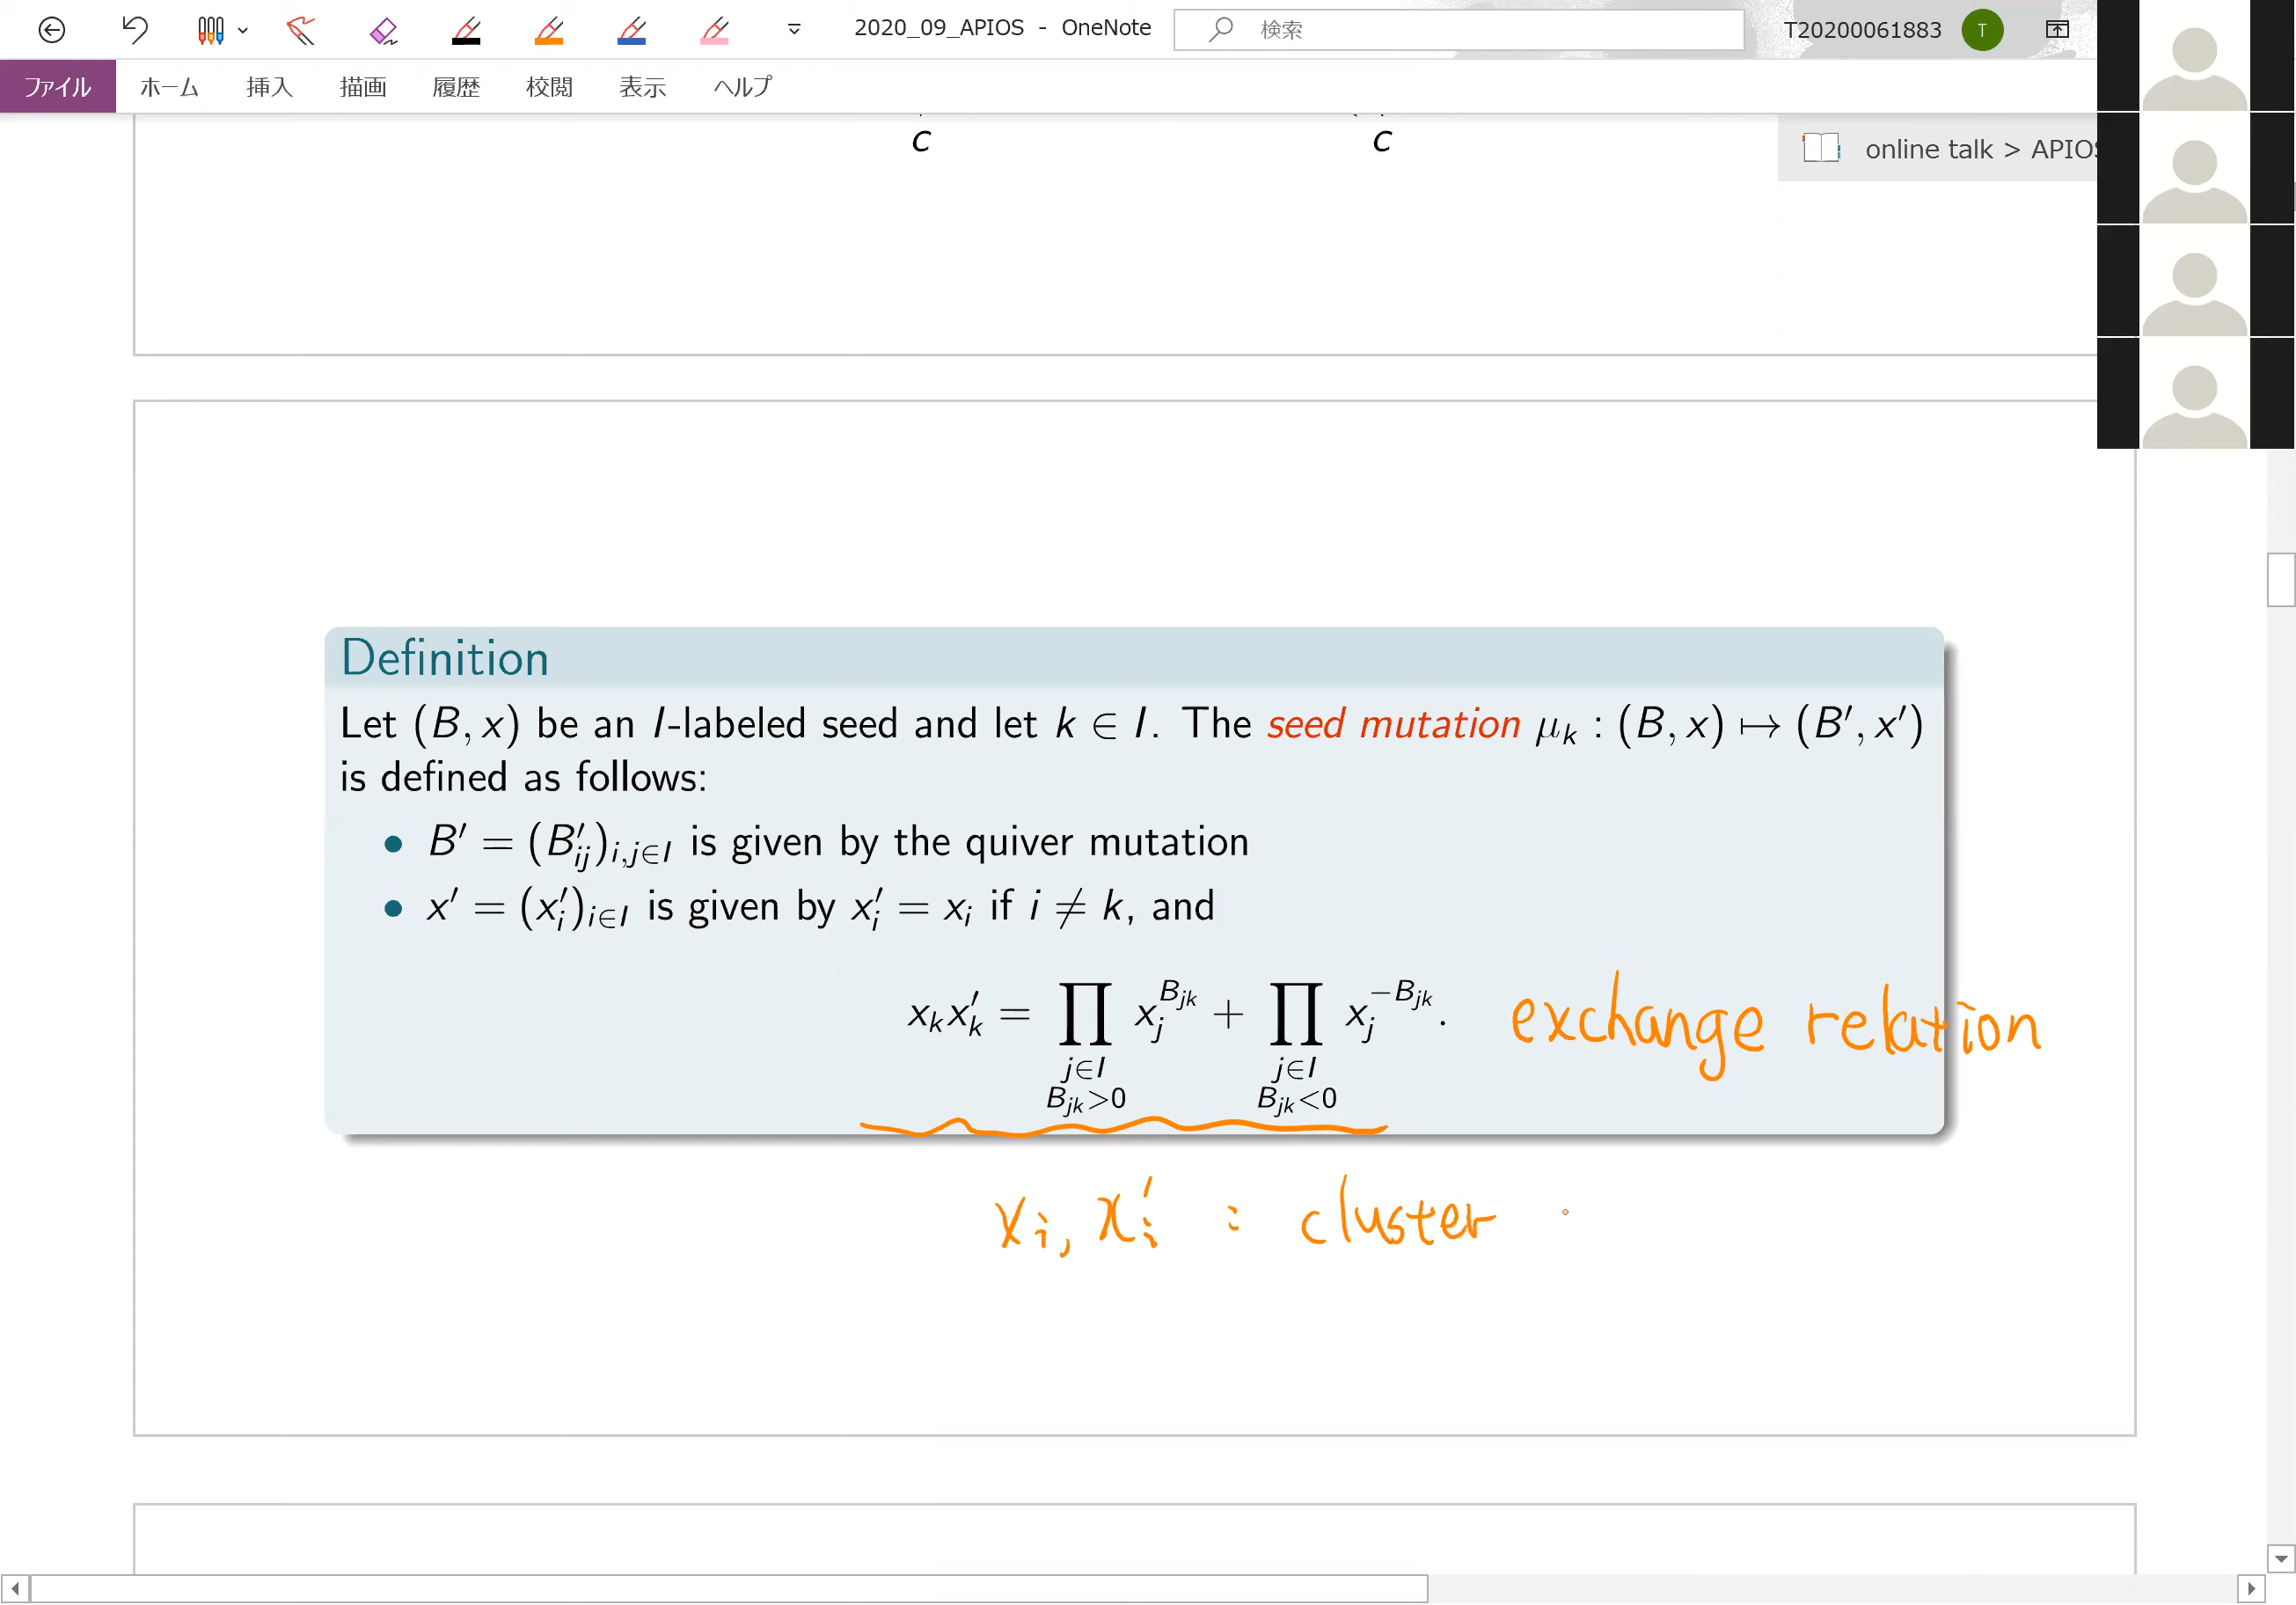 2020_09_APIOS - OneNote 検索 T20200061883 T
ファイル ホーム 挿入 描画 履歴 校閲 表示 ヘルプ
c c
online talk > APIOS
Definition
Let (B, x) be an I-labeled seed and let k ∈ I. The seed mutation μ_k : (B, x) ↦ (B′, x′)
is defined as follows:
• B′ = (B′_ij)_{i,j∈I} is given by the quiver mutation
• x′ = (x′_i)_{i∈I} is given by x′_i = x_i if i ≠ k, and
x_k x′_k = ∏_{j∈I, B_jk>0} x_j^{B_jk} + ∏_{j∈I, B_jk<0} x_j^{−B_jk}. exchange relation
x_i, x_i′ : cluster